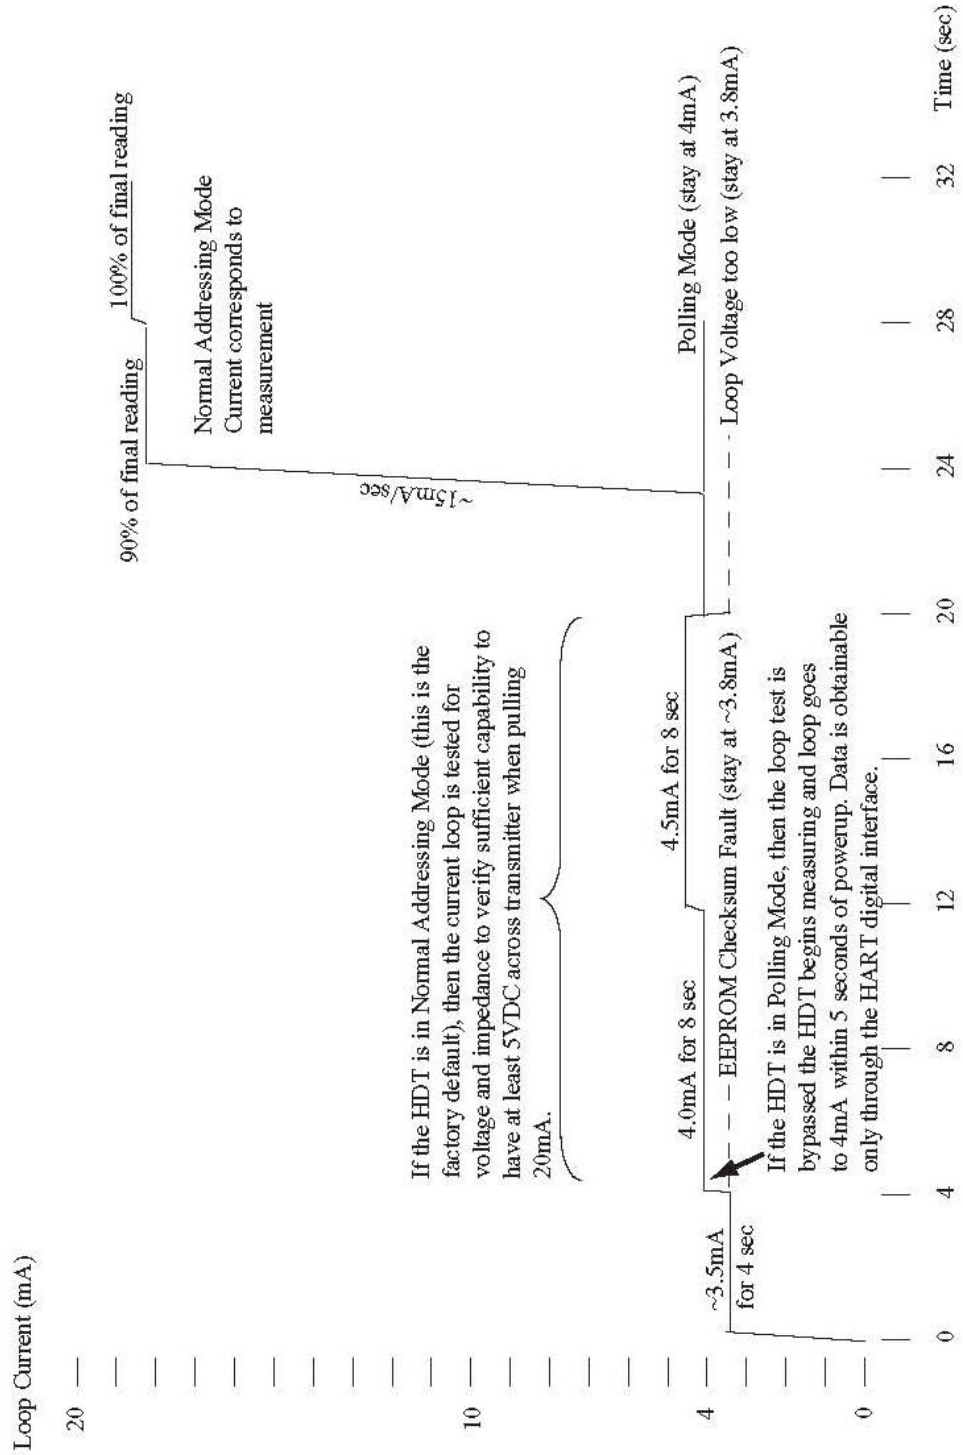 Loop Current (mA)
20
10
4
0
100% of final reading
90% of final reading
Normal Addressing Mode
Current corresponds to
measurement
~15mA/sec
If the HDT is in Normal Addressing Mode (this is the
factory default), then the current loop is tested for
voltage and impedance to verify sufficient capability to
have at least 5VDC across transmitter when pulling
20mA.
~3.5mA
for 4 sec
4.0mA for 8 sec
4.5mA for 8 sec
Polling Mode (stay at 4mA)
EEPROM Checksum Fault (stay at ~3.8mA)
Loop Voltage too low (stay at 3.8mA)
If the HDT is in Polling Mode, then the loop test is
bypassed the HDT begins measuring and loop goes
to 4mA within 5 seconds of powerup. Data is obtainable
only through the HART digital interface.
0
4
8
12
16
20
24
28
32
Time (sec)